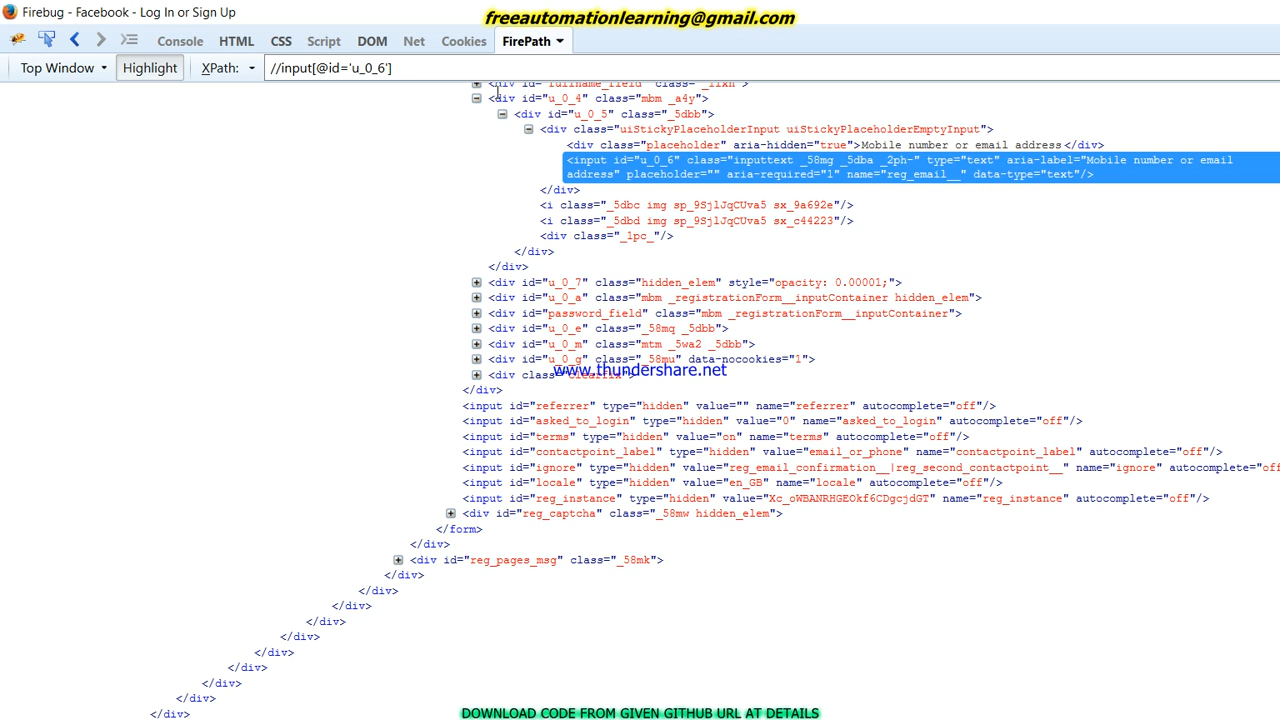 Firebug - Facebook - Log In or Sign Up
freeautomationlearning@gmail.com
Console HTML CSS Script DOM Net Cookies FirePath
Top Window Highlight XPath: //input[@id='u_0_6']
<div id="fullname_field" class="_1ixn">
<div id="u_0_4" class="mbm _a4y">
<div id="u_0_5" class="_5dbb">
<div class="uiStickyPlaceholderInput uiStickyPlaceholderEmptyInput">
<div class="placeholder" aria-hidden="true">Mobile number or email address</div>
<input id="u_0_6" class="inputtext _58mg _5dba _2ph-" type="text" aria-label="Mobile number or email
address" placeholder="" aria-required="1" name="reg_email__" data-type="text"/>
</div>
<i class="_5dbc img sp_9SjlJqCUva5 sx_9a692e"/>
<i class="_5dbd img sp_9SjlJqCUva5 sx_c44223"/>
<div class="_1pc_"/>
</div>
</div>
<div id="u_0_7" class="hidden_elem" style="opacity: 0.00001;">
<div id="u_0_a" class="mbm _registrationForm__inputContainer hidden_elem">
<div id="password_field" class="mbm _registrationForm__inputContainer">
<div id="u_0_e" class="_58mq _5dbb">
<div id="u_0_m" class="mtm _5wa2 _5dbb">
<div id="u_0_g" class="_58mu" data-nocookies="1">
www.thundershare.net
<div class="clearfix">
</div>
<input id="referrer" type="hidden" value="" name="referrer" autocomplete="off"/>
<input id="asked_to_login" type="hidden" value="0" name="asked_to_login" autocomplete="off"/>
<input id="terms" type="hidden" value="on" name="terms" autocomplete="off"/>
<input id="contactpoint_label" type="hidden" value="email_or_phone" name="contactpoint_label" autocomplete="off"/>
<input id="ignore" type="hidden" value="reg_email_confirmation__|reg_second_contactpoint__" name="ignore" autocomplete="off
<input id="locale" type="hidden" value="en_GB" name="locale" autocomplete="off"/>
<input id="reg_instance" type="hidden" value="Xc_oWBANRHGEOkf6CDgcjdGT" name="reg_instance" autocomplete="off"/>
<div id="reg_captcha" class="_58mw hidden_elem">
</form>
</div>
<div id="reg_pages_msg" class="_58mk">
</div>
</div>
</div>
</div>
</div>
</div>
</div>
</div>
</div>
</div>
DOWNLOAD CODE FROM GIVEN GITHUB URL AT DETAILS